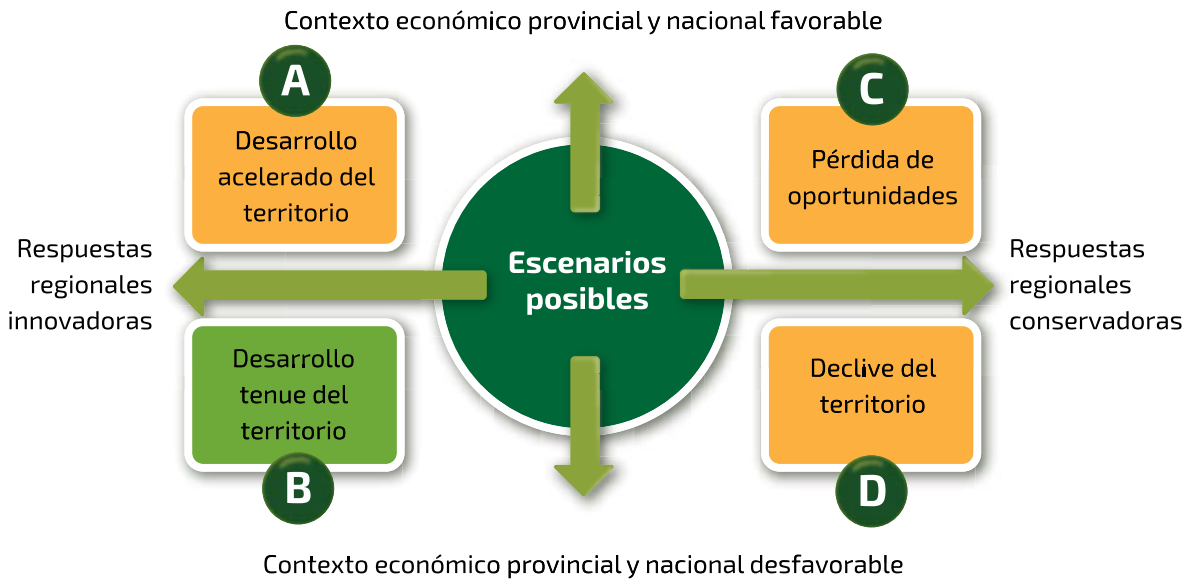 Contexto económico provincial y nacional favorable
A
Desarrollo
acelerado del
territorio
C
Pérdida de
oportunidades
Respuestas
regionales
innovadoras
Escenarios
posibles
Respuestas
regionales
conservadoras
Desarrollo
tenue del
territorio
B
Declive del
territorio
D
Contexto económico provincial y nacional desfavorable